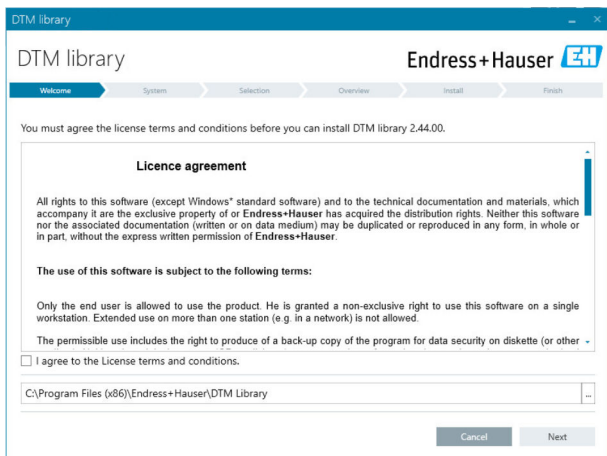 DTM library
DTM library
Endress+Hauser EH
Welcome System Selection Overview Install Finish
You must agree the license terms and conditions before you can install DTM library 2.44.00.
Licence agreement
All rights to this software (except Windows* standard software) and to the technical documentation and materials, which
accompany it are the exclusive property of or Endress+Hauser has acquired the distribution rights. Neither this software
nor the associated documentation (written or on data medium) may be duplicated or reproduced in any form, in whole or
in part, without the express written permission of Endress+Hauser.
The use of this software is subject to the following terms:
Only the end user is allowed to use the product. He is granted a non-exclusive right to use this software on a single
workstation. Extended use on more than one station (e.g. in a network) is not allowed.
The permissible use includes the right to produce of a back-up copy of the program for data security on diskette (or other
I agree to the License terms and conditions.
C:\Program Files (x86)\Endress+Hauser\DTM Library
...
Cancel Next